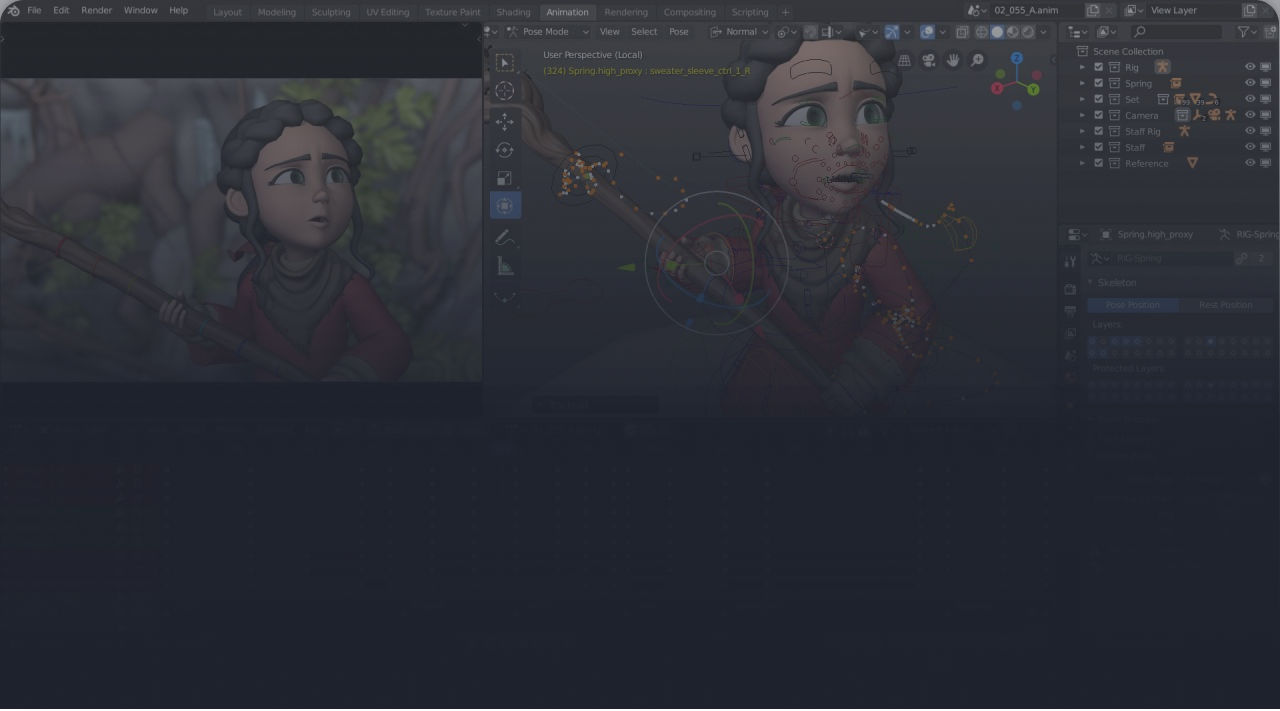 File Edit Render Window Help
Layout Modeling Sculpting UV Editing Texture Paint Shading Animation Rendering Compositing Scripting +
02_055_A.anim
View Layer
Pose Mode View Select Pose Normal
User Perspective (Local)
(324) Spring.high_proxy : sweater_sleeve_ctrl_1_R
Z
X
Y
Scene Collection
Rig
Spring
Set
Camera
Staff Rig
Staff
Reference
Spring.high_proxy RIG-Spring
RIG-Spring 2
Skeleton
Pose Position Rest Position
Layers:
Protected Layers: